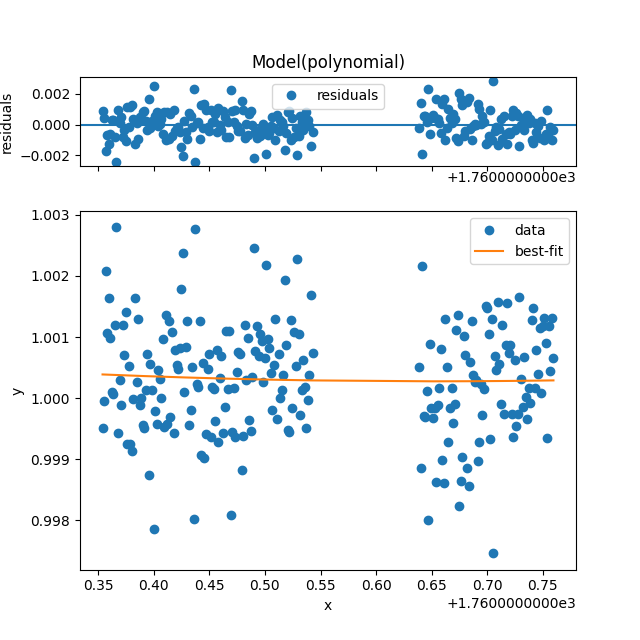 Model(polynomial)
residuals
0.002
0.000
−0.002
residuals
+1.7600000000e3
1.003
1.002
1.001
1.000
0.999
0.998
y
data
best-fit
0.35 0.40 0.45 0.50 0.55 0.60 0.65 0.70 0.75
x
+1.7600000000e3